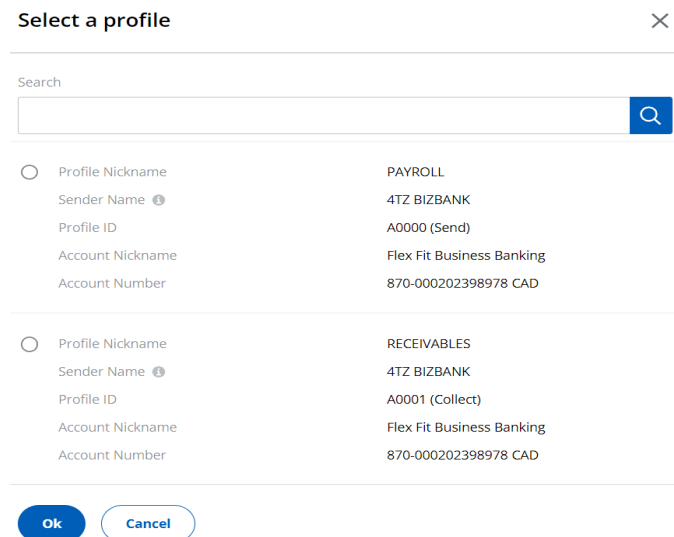 Select a profile
Search
Profile Nickname PAYROLL
Sender Name 4TZ BIZBANK
Profile ID A0000 (Send)
Account Nickname Flex Fit Business Banking
Account Number 870-000202398978 CAD
Profile Nickname RECEIVABLES
Sender Name 4TZ BIZBANK
Profile ID A0001 (Collect)
Account Nickname Flex Fit Business Banking
Account Number 870-000202398978 CAD
Ok Cancel